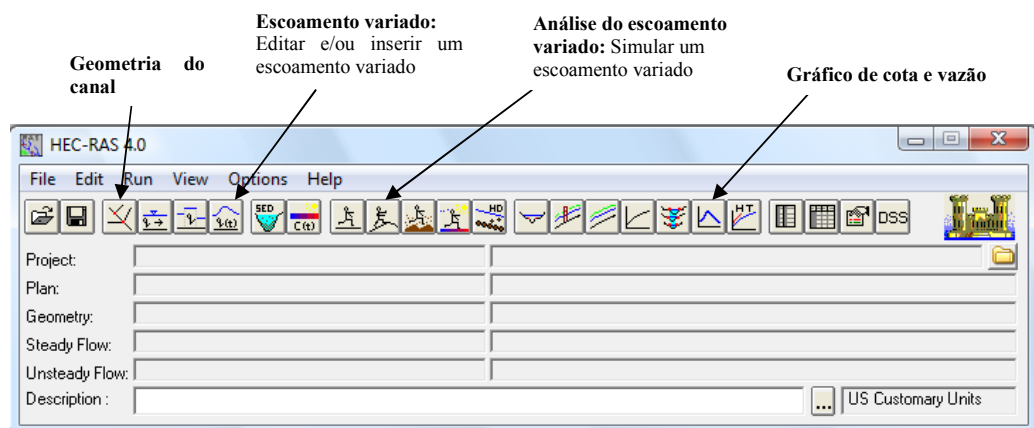 Escoamento variado:
Editar e/ou inserir um
escoamento variado
Análise do escoamento
variado: Simular um
escoamento variado
Geometria do
canal
Gráfico de cota e vazão
HEC-RAS 4.0
File Edit Run View Options Help
SED C(t) HD HT DSS
Project:
Plan:
Geometry:
Steady Flow:
Unsteady Flow:
Description : ... US Customary Units